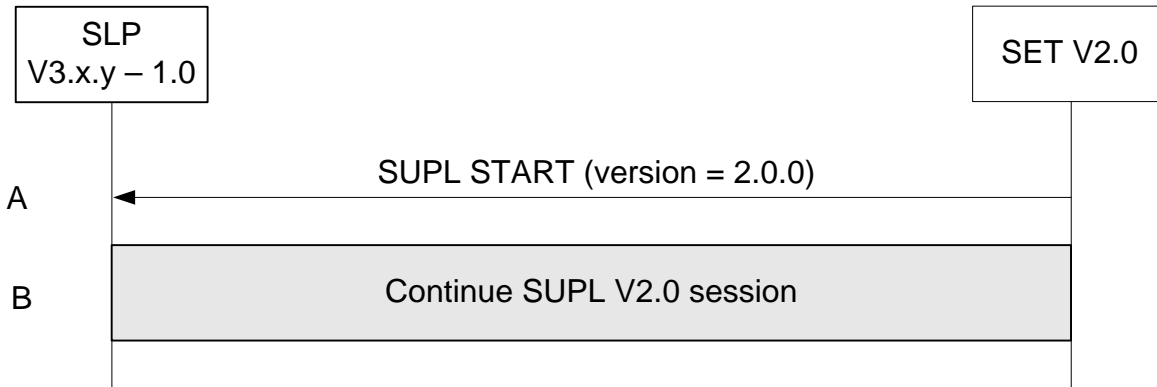 SLP
V3.x.y – 1.0
SET V2.0
SUPL START (version = 2.0.0)
A
Continue SUPL V2.0 session
B